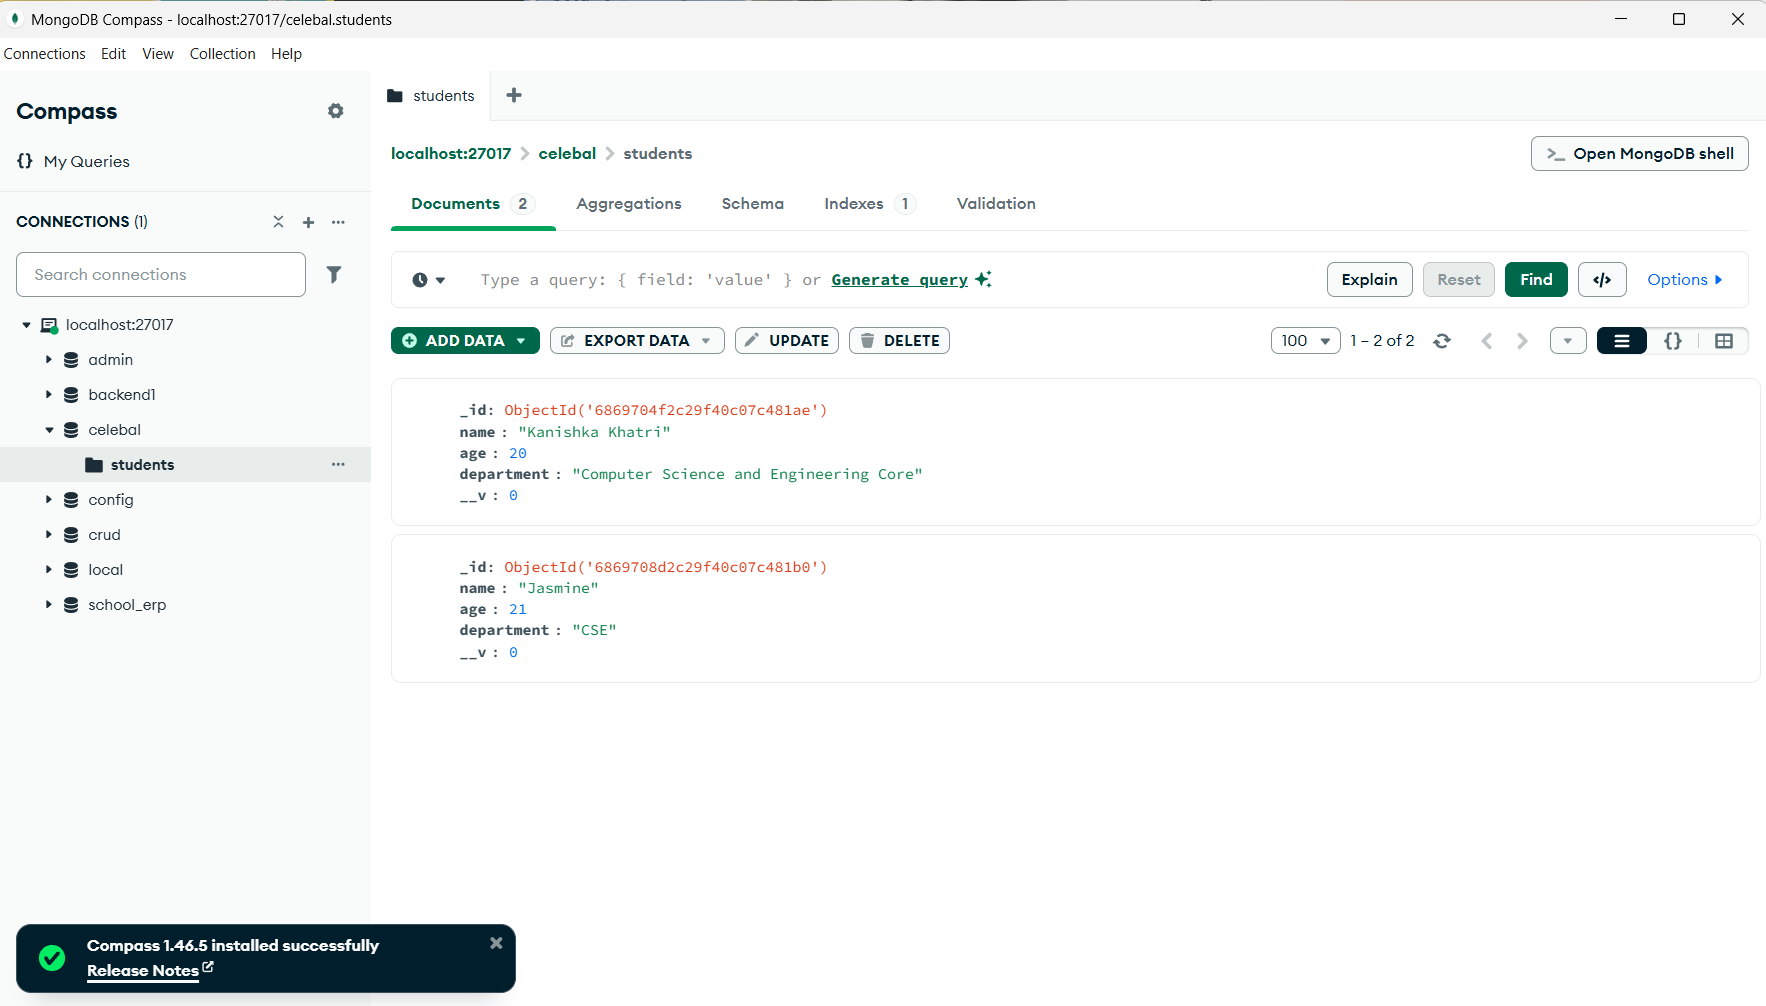 MongoDB Compass - localhost:27017/celebal.students
Connections Edit View Collection Help
Compass
{} My Queries
CONNECTIONS (1)
Search connections
localhost:27017
admin
backend1
celebal
students
config
crud
local
school_erp
students
localhost:27017 > celebal > students
>_ Open MongoDB shell
Documents 2 Aggregations Schema Indexes 1 Validation
Type a query: { field: 'value' } or Generate query
Explain Reset Find </> Options
ADD DATA EXPORT DATA UPDATE DELETE
100 1 – 2 of 2 {}
_id: ObjectId('6869704f2c29f40c07c481ae')
name : "Kanishka Khatri"
age : 20
department : "Computer Science and Engineering Core"
__v : 0
_id: ObjectId('6869708d2c29f40c07c481b0')
name : "Jasmine"
age : 21
department : "CSE"
__v : 0
Compass 1.46.5 installed successfully
Release Notes